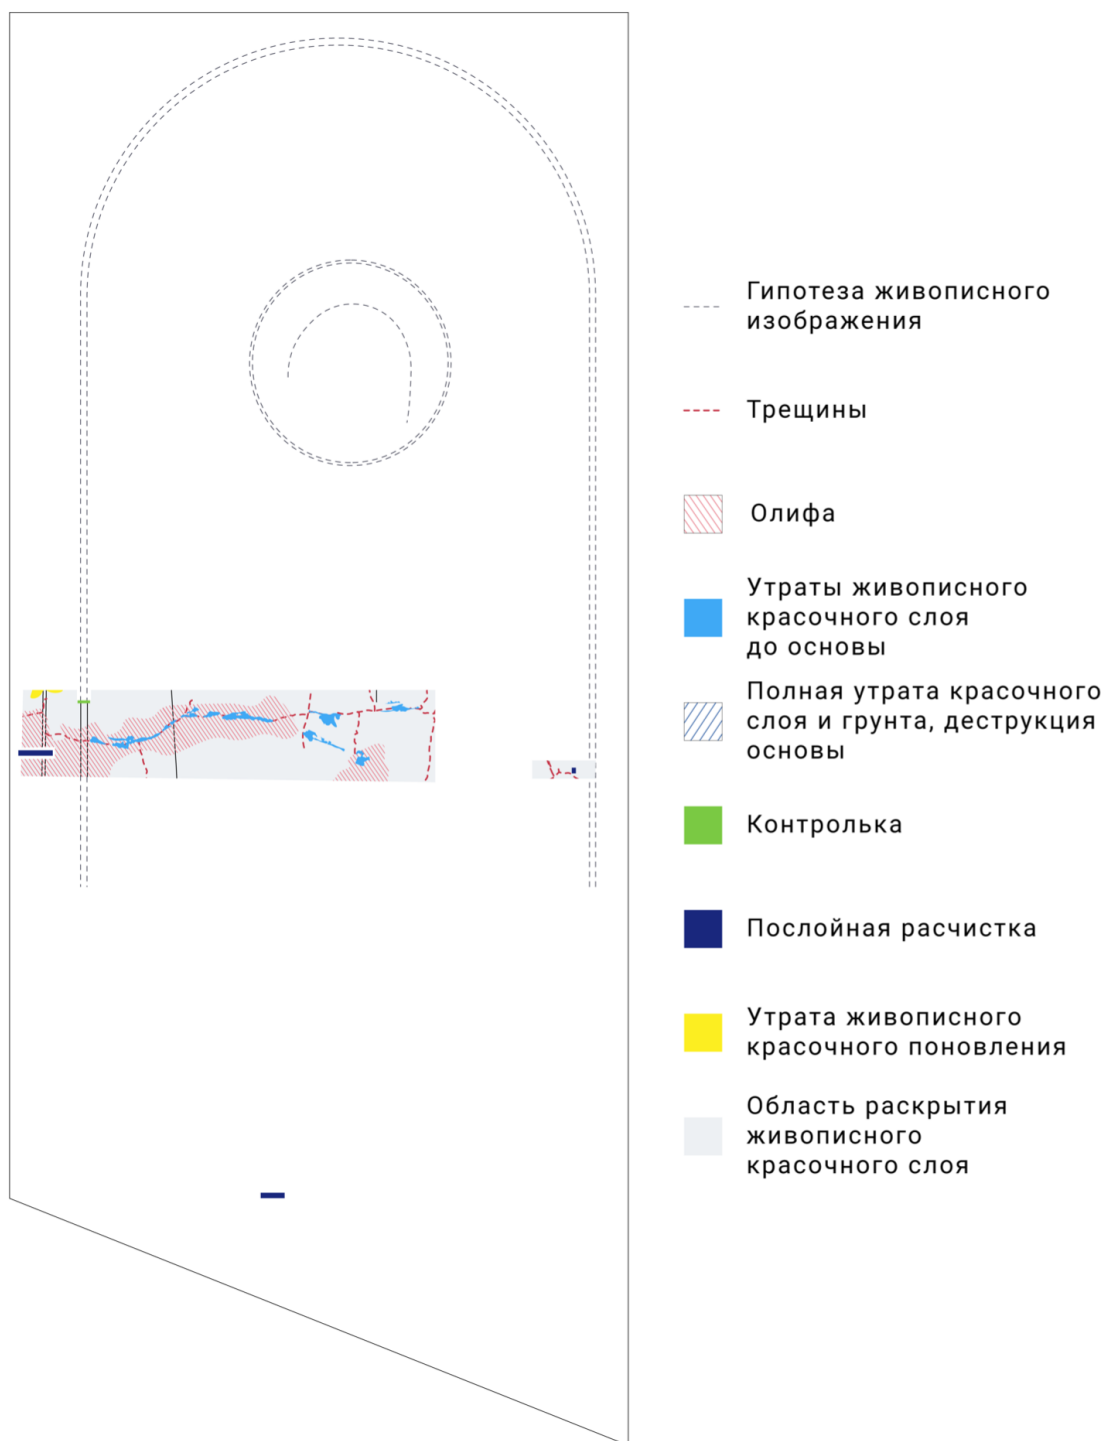 Гипотеза живописного
изображения
Трещины
Олифа
Утраты живописного
красочного слоя
до основы
Полная утрата красочного
слоя и грунта, деструкция
основы
Контролька
Послойная расчистка
Утрата живописного
красочного поновления
Область раскрытия
живописного
красочного слоя